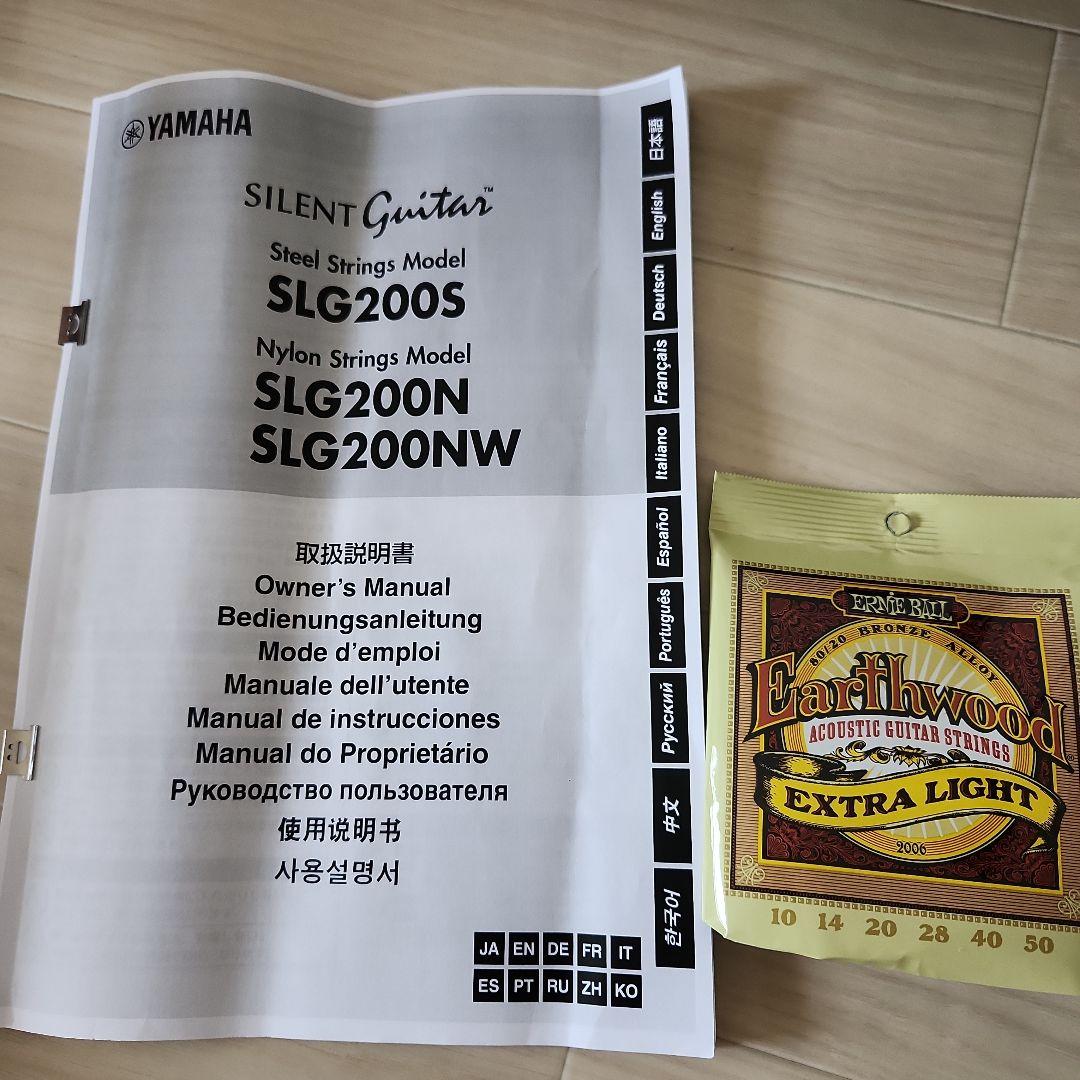 YAMAHA
SILENT Guitar™
Steel Strings Model
SLG200S
Nylon Strings Model
SLG200N
SLG200NW
取扱説明書
Owner's Manual
Bedienungsanleitung
Mode d'emploi
Manuale dell'utente
Manual de instrucciones
Manual do Proprietário
Руководство пользователя
使用说明书
사용설명서
JA EN DE FR IT
ES PT RU ZH KO
日本語
English
Deutsch
Français
Italiano
Español
Português
Русский
中文
한국어
ERNIE BALL
80/20 BRONZE ALLOY
Earthwood
ACOUSTIC GUITAR STRINGS
EXTRA LIGHT
2006
10 14 20 28 40 50